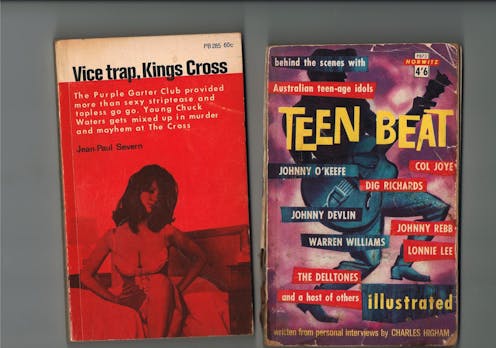 PB 285 60c
Vice trap. Kings Cross
The Purple Garter Club provided
more than sexy striptease and
topless go go. Young Chuck
Waters gets mixed up in murder
and mayhem at The Cross
Jean-Paul Severn
behind the scenes with
HORWITZ
4'6
Australian teen-age idols
TEEN BEAT
JOHNNY O'KEEFE
COL JOYE
DIG RICHARDS
JOHNNY DEVLIN
JOHNNY REBB
WARREN WILLIAMS
LONNIE LEE
THE DELLTONES
and a host of others
illustrated
written from personal interviews by CHARLES HIGHAM